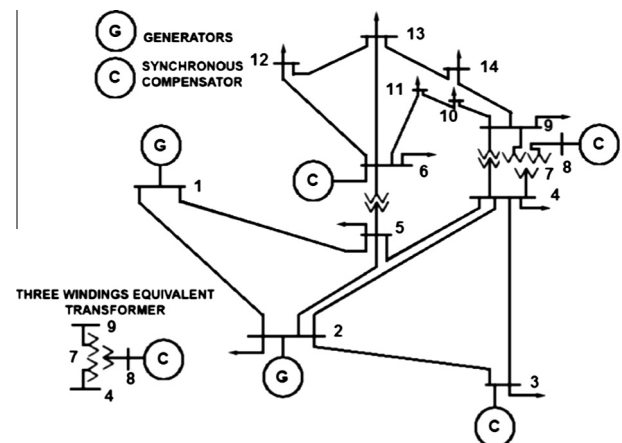 G GENERATORS
C SYNCHRONOUS
COMPENSATOR
13
12
14
11
10
9
G
C
8
7
C
6
1
4
5
THREE WINDINGS EQUIVALENT
TRANSFORMER
9
2
7
C
8
4
G
3
C